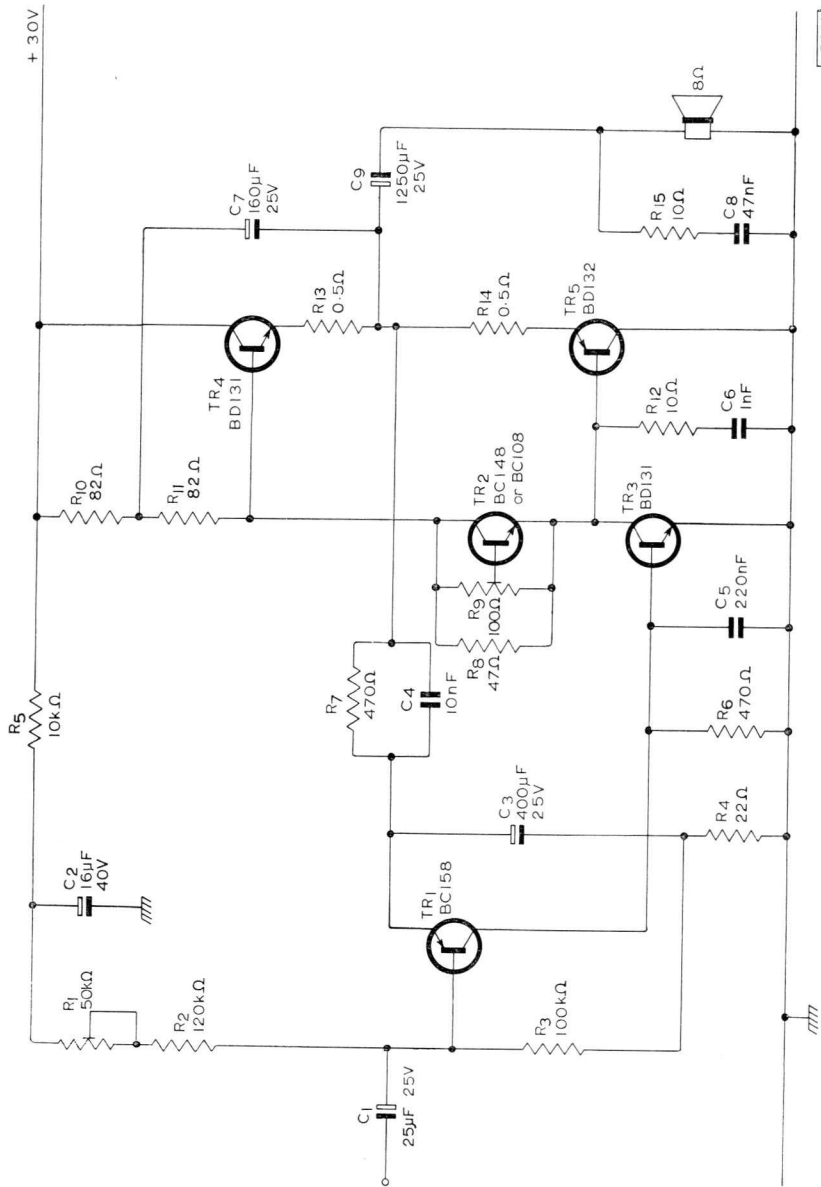 + 30V
R5
10kΩ
C2
16µF
40V
R1
50kΩ
R2
120kΩ
C1
25µF 25V
R3
100kΩ
TR1
BC158
C3
400µF
25V
R4
22Ω
R6
470Ω
C5
220nF
R7
470Ω
C4
10nF
R8
47Ω
R9
100Ω
TR2
BC148
or BC108
TR3
BD131
R10
82Ω
R11
82Ω
TR4
BD131
C7
160µF
25V
R13
0·5Ω
C9
1250µF
25V
R14
0·5Ω
TR5
BD132
R12
10Ω
C6
1nF
R15
10Ω
C8
47nF
8Ω